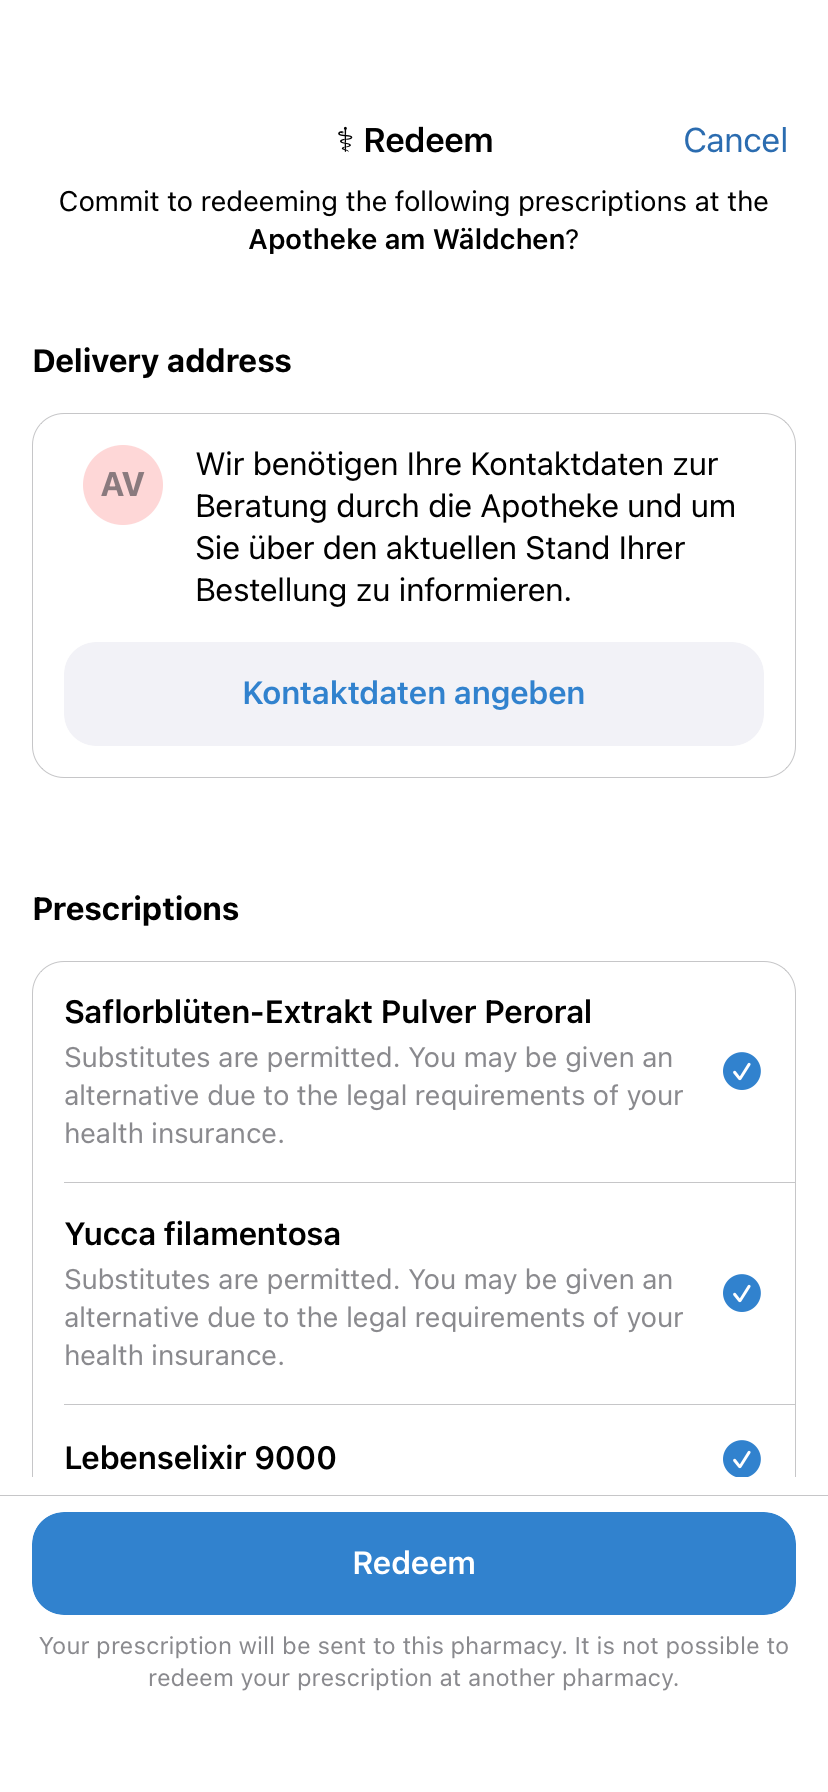 ⚕ Redeem
Cancel
Commit to redeeming the following prescriptions at the
Apotheke am Wäldchen?
Delivery address
AV
Wir benötigen Ihre Kontaktdaten zur
Beratung durch die Apotheke und um
Sie über den aktuellen Stand Ihrer
Bestellung zu informieren.
Kontaktdaten angeben
Prescriptions
Saflorblüten-Extrakt Pulver Peroral
Substitutes are permitted. You may be given an
alternative due to the legal requirements of your
health insurance.
Yucca filamentosa
Substitutes are permitted. You may be given an
alternative due to the legal requirements of your
health insurance.
Lebenselixir 9000
Redeem
Your prescription will be sent to this pharmacy. It is not possible to
redeem your prescription at another pharmacy.